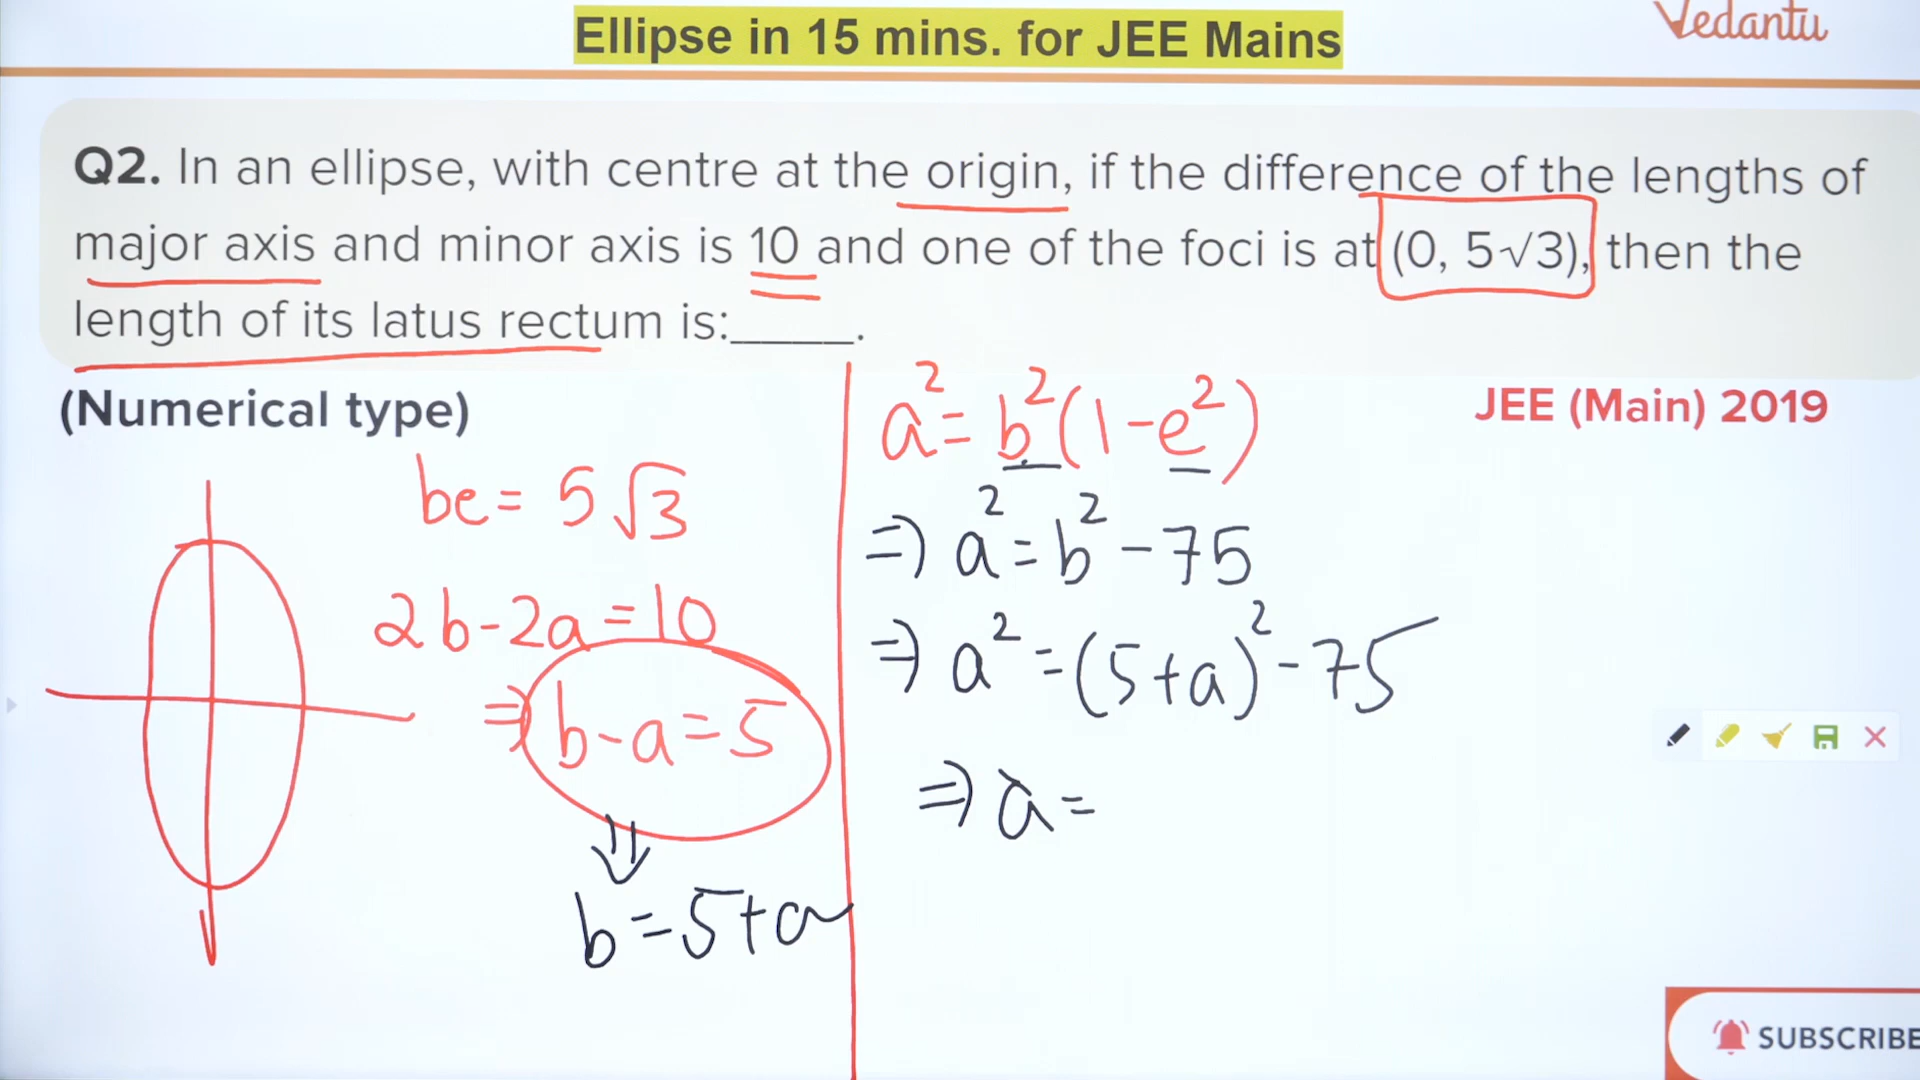 Ellipse in 15 mins. for JEE Mains
Vedantu
Q2. In an ellipse, with centre at the origin, if the difference of the lengths of
major axis and minor axis is 10 and one of the foci is at (0, 5√3), then the
length of its latus rectum is:_____.
(Numerical type)
JEE (Main) 2019
be = 5√3
2b-2a=10
⇒ b-a=5
b=5+a
a²= b²(1-e²)
⇒ a²=b²-75
⇒ a²=(5+a)²-75
⇒ a=
SUBSCRIBE